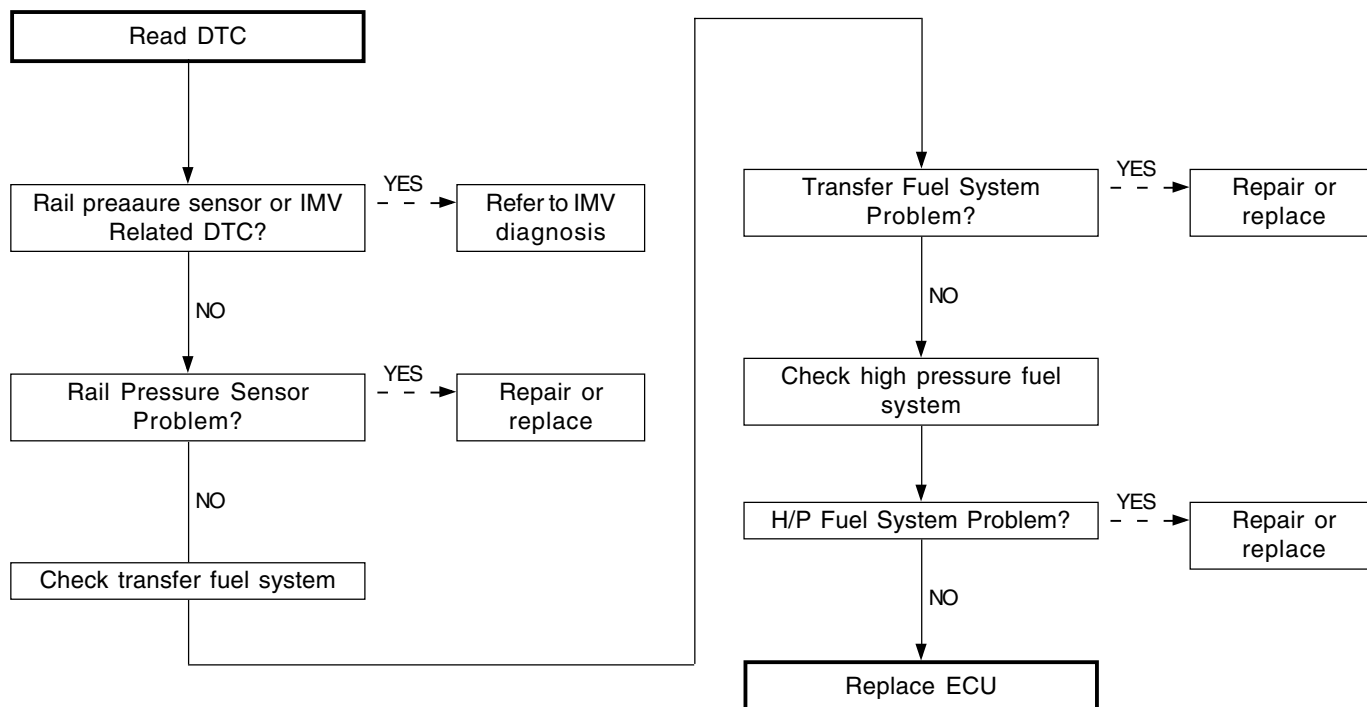 Read DTC
Rail preaaure sensor or IMV
Related DTC?
YES
Refer to IMV
diagnosis
NO
Rail Pressure Sensor
Problem?
YES
Repair or
replace
NO
Check transfer fuel system
Transfer Fuel System
Problem?
YES
Repair or
replace
NO
Check high pressure fuel
system
H/P Fuel System Problem?
YES
Repair or
replace
NO
Replace ECU